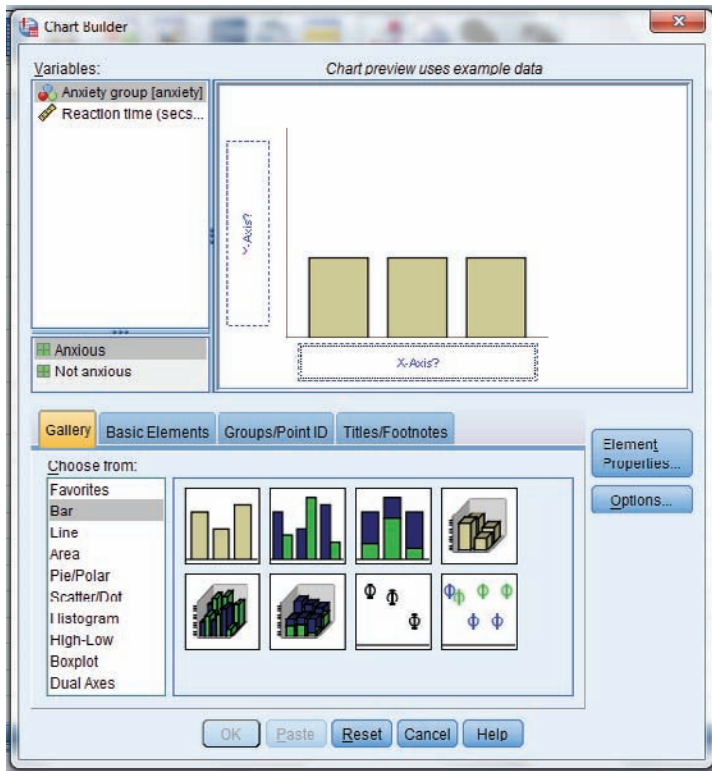 Chart Builder
Variables:
Chart preview uses example data
Anxiety group [anxiety]
Reaction time (secs...
Y-Axis?
X-Axis?
Anxious
Not anxious
Gallery
Basic Elements
Groups/Point ID
Titles/Footnotes
Choose from:
Favorites
Bar
Line
Area
Pie/Polar
Scatter/Dot
Histogram
High-Low
Boxplot
Dual Axes
Element
Properties...
Options...
OK
Paste
Reset
Cancel
Help